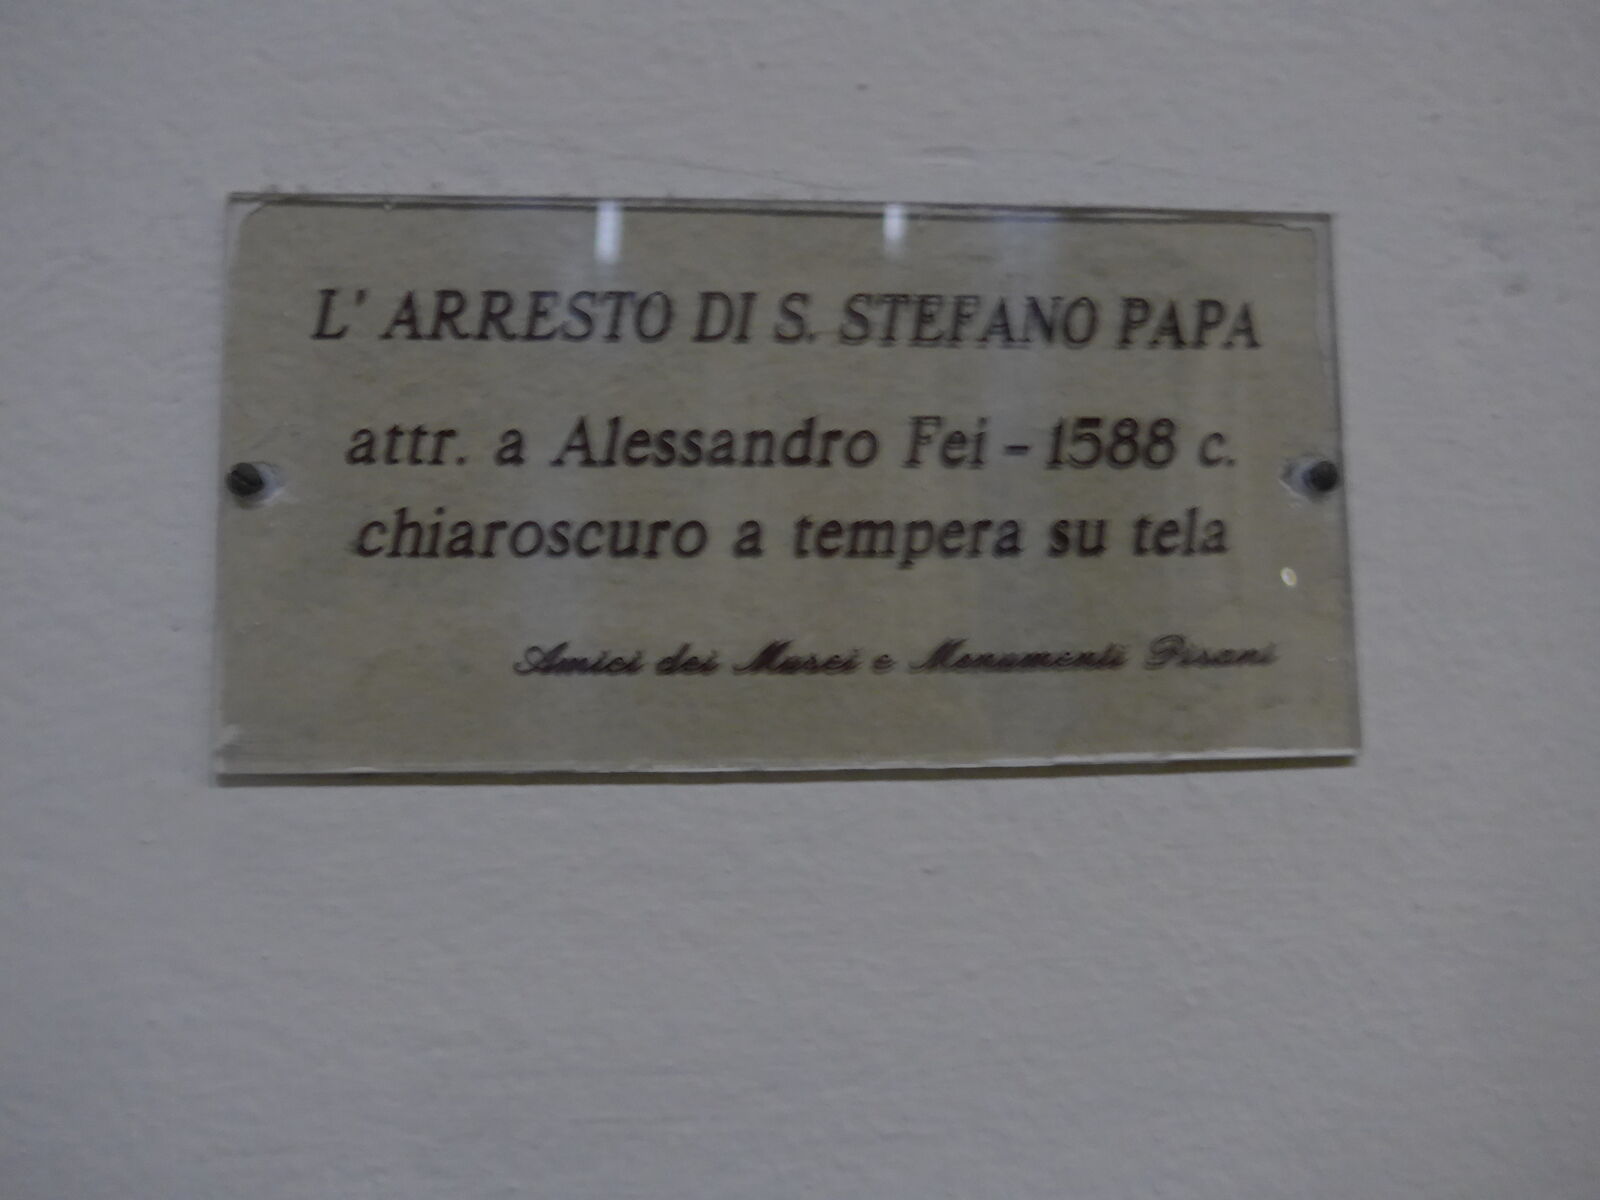 L' ARRESTO DI S. STEFANO PAPA
attr. a Alessandro Fei - 1588 c.
chiaroscuro a tempera su tela
Amici dei Musei e Monumenti Pisani